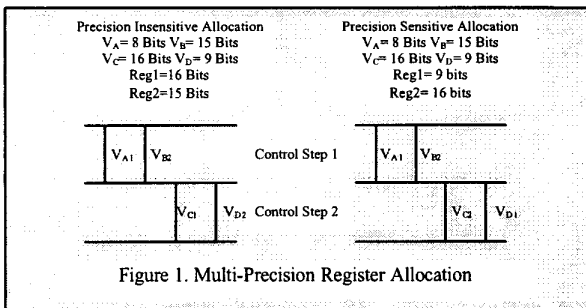 Precision Insensitive Allocation
V_A= 8 Bits V_B= 15 Bits
V_C= 16 Bits V_D= 9 Bits
Reg1=16 Bits
Reg2=15 Bits
Precision Sensitive Allocation
V_A= 8 Bits V_B= 15 Bits
V_C= 16 Bits V_D= 9 Bits
Reg1= 9 bits
Reg2= 16 bits
V_A1 V_B2 Control Step 1 V_A1 V_B2
V_C1 V_D2 Control Step 2 V_C2 V_D1
Figure 1. Multi-Precision Register Allocation